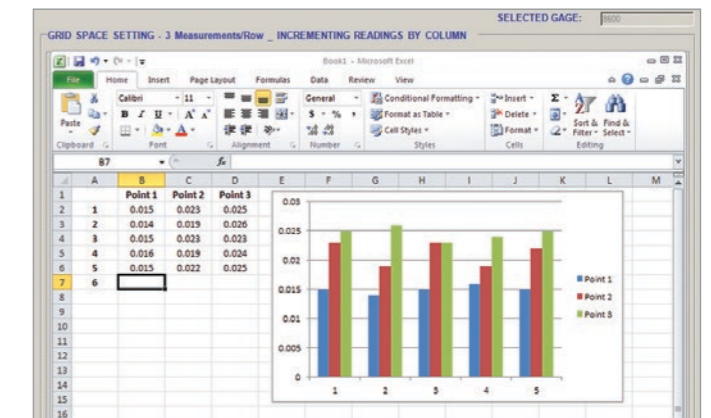 SELECTED GAGE: 8600
GRID SPACE SETTING - 3 Measurements/Row _ INCREMENTING READINGS BY COLUMN
Book1 - Microsoft Excel
File Home Insert Page Layout Formulas Data Review View
Calibri 11 General Conditional Formatting Insert Σ
Paste B I U A Format as Table Delete Sort & Find &
A $ % , Cell Styles Format Filter Select
Clipboard Font Alignment Number Styles Cells Editing
B7 fx
A B C D E F G H I J K L M
1 Point 1 Point 2 Point 3
2 1 0.015 0.023 0.025
3 2 0.014 0.019 0.026
4 3 0.015 0.023 0.023
5 4 0.016 0.019 0.024
6 5 0.015 0.022 0.025
7 6
8
9
10
11
12
13
14
15
16
0.03
0.025
0.02
0.015
0.01
0.005
0
1 2 3 4 5
Point 1
Point 2
Point 3